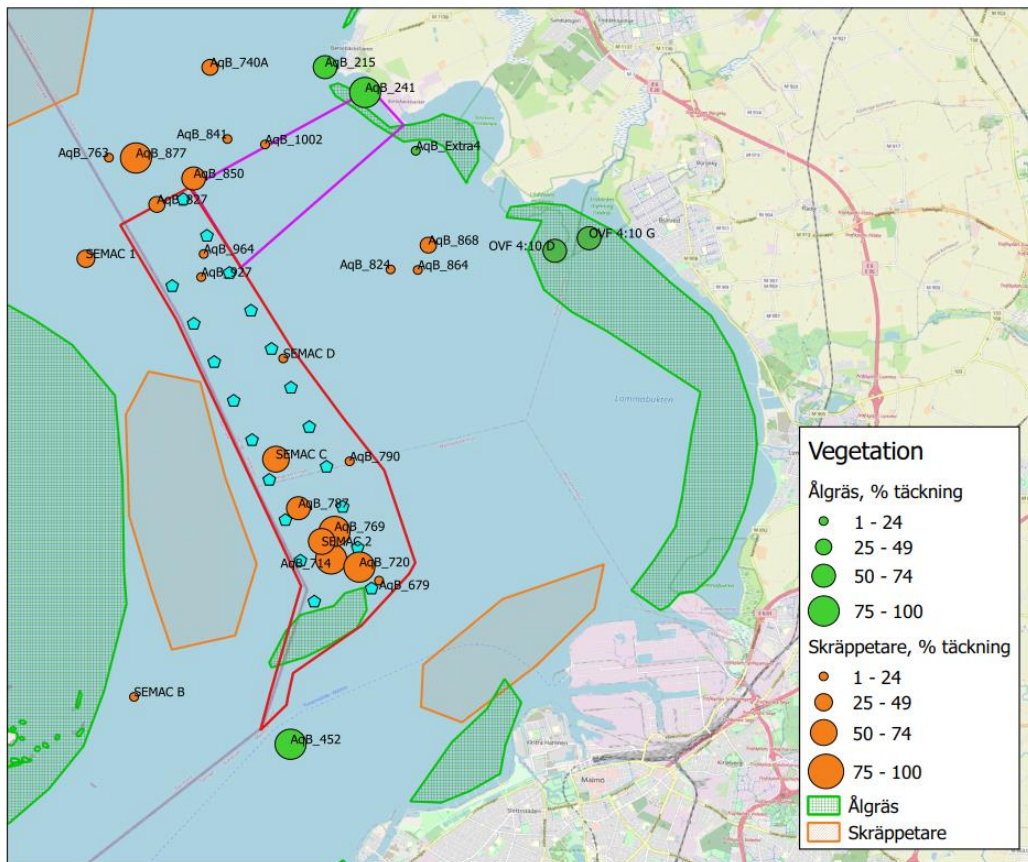 AqB_740A
AqB_215
AqB_241
AqB_841
AqB_1002
AqB_763
AqB_877
AqB_Extra4
AqB_850
AqB_827
OVF 4:10 G
OVF 4:10 D
AqB_868
SEMAC 1
AqB_964
AqB_824
AqB_864
AqB_927
SEMAC D
Lommabukten
SEMAC C
AqB_790
AqB_787
AqB_769
SEMAC 2
AqB_714
AqB_720
AqB_679
SEMAC B
AqB_452
Malmö
Vegetation
Ålgräs, % täckning
1 - 24
25 - 49
50 - 74
75 - 100
Skräppetare, % täckning
1 - 24
25 - 49
50 - 74
75 - 100
Ålgräs
Skräppetare